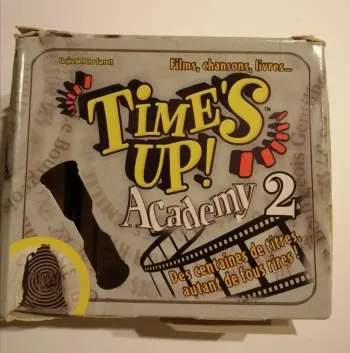 Un jeu de Peter Sarrett
Films, chansons, livres...
TIME'S
UP!™
Academy 2
Des centaines de titres,
autant de fous rires !